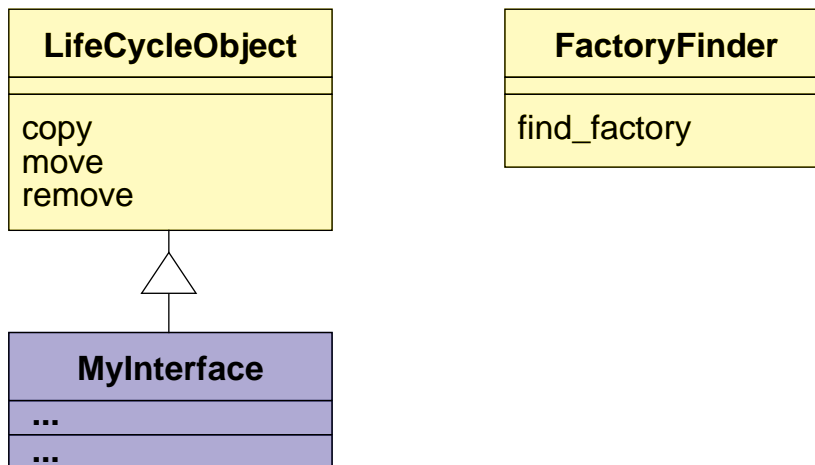 LifeCycleObject
copy
move
remove
MyInterface
...
...
FactoryFinder
find_factory